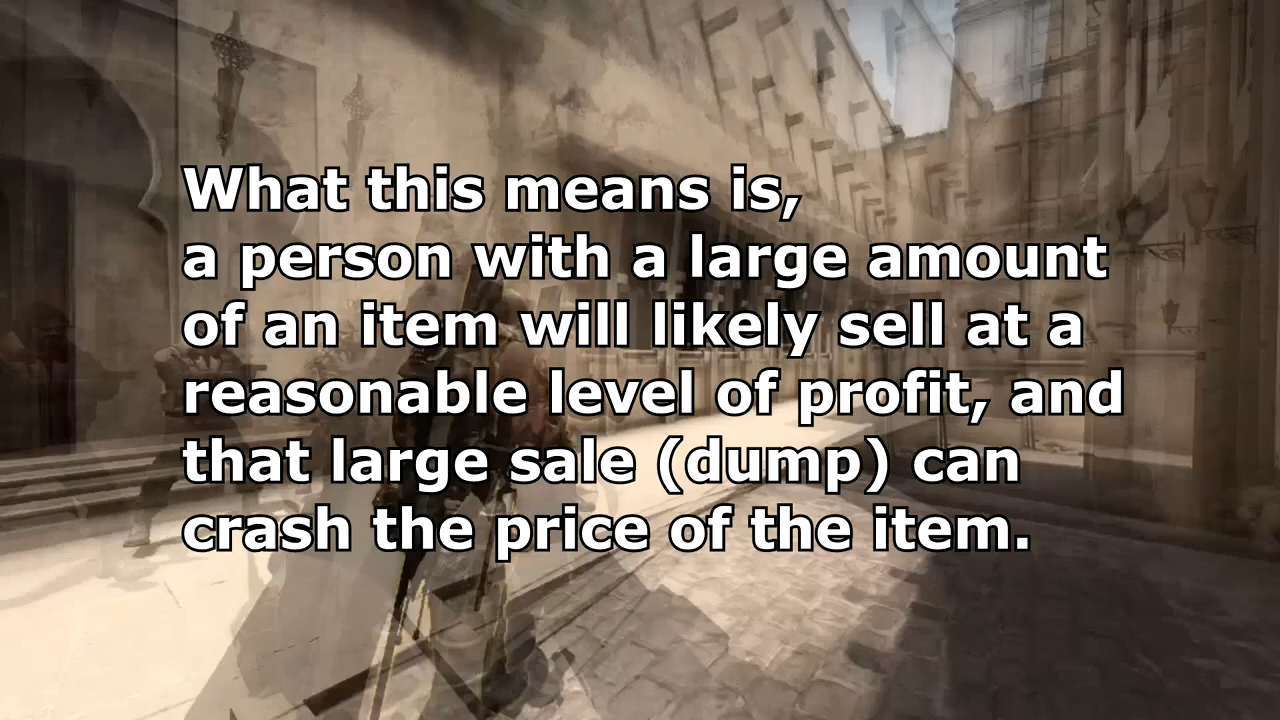 What this means is,
a person with a large amount
of an item will likely sell at a
reasonable level of profit, and
that large sale (dump) can
crash the price of the item.